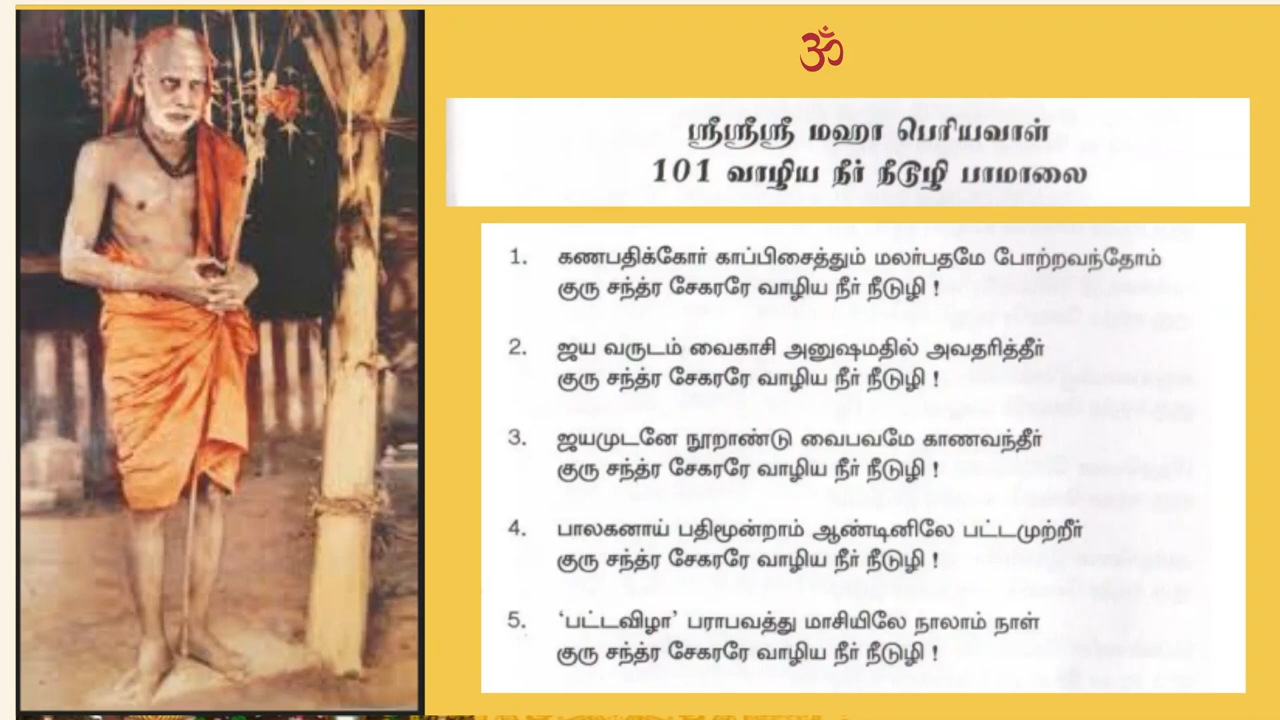 ॐ
ஸ்ரீஸ்ரீஸ்ரீ மஹா பெரியவாள்
101 வாழிய நீர் நீடூழி பாமாலை
1. கணபதிக்கோர் காப்பிசைத்தும் மலர்பதமே போற்றவந்தோம்
குரு சந்த்ர சேகரரே வாழிய நீர் நீடூழி !
2. ஜய வருடம் வைகாசி அனுஷமதில் அவதரித்தீர்
குரு சந்த்ர சேகரரே வாழிய நீர் நீடூழி !
3. ஜயமுடனே நூறாண்டு வைபவமே காணவந்தீர்
குரு சந்த்ர சேகரரே வாழிய நீர் நீடூழி !
4. பாலகனாய் பதிமூன்றாம் ஆண்டினிலே பட்டமுற்றீர்
குரு சந்த்ர சேகரரே வாழிய நீர் நீடூழி !
5. ‘பட்டவிழா’ பராபவத்து மாசியிலே நாலாம் நாள்
குரு சந்த்ர சேகரரே வாழிய நீர் நீடூழி !